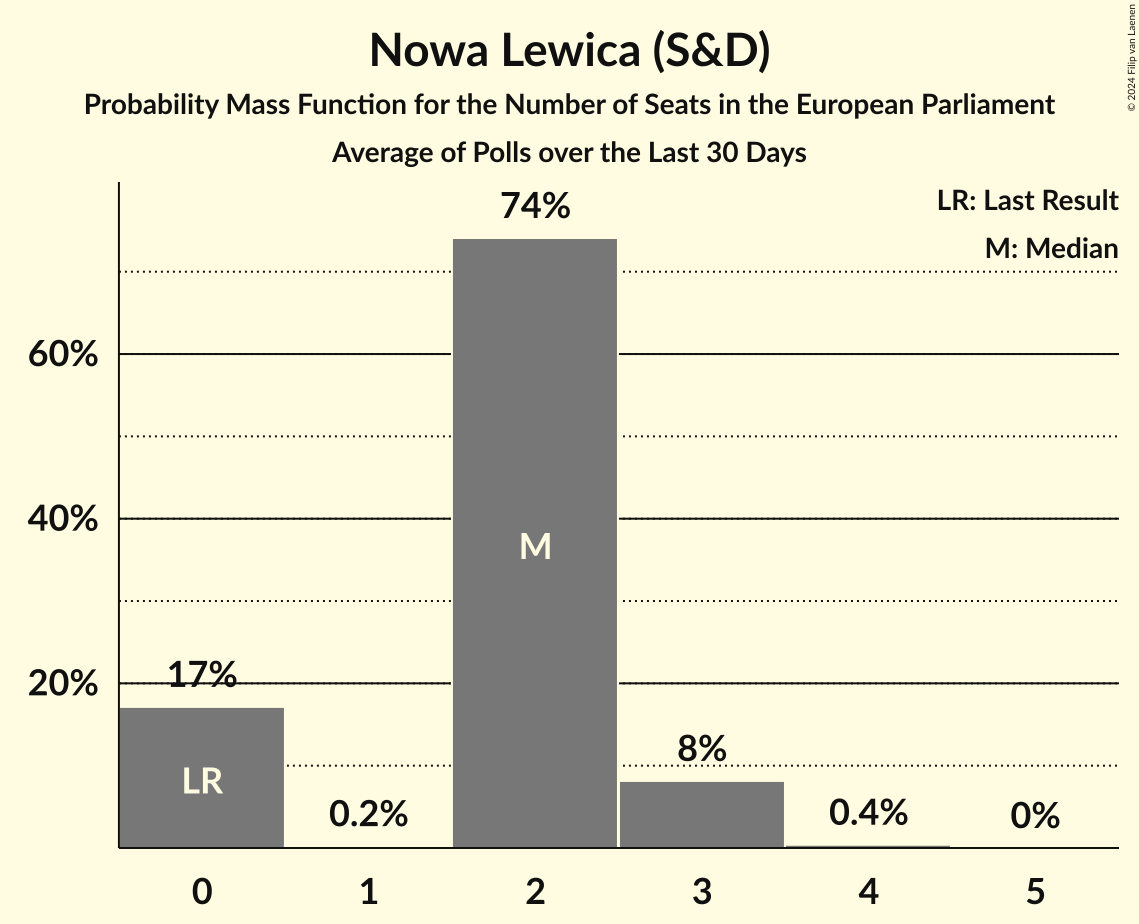 Nowa Lewica (S&D)
Probability Mass Function for the Number of Seats in the European Parliament
Average of Polls over the Last 30 Days
© 2024 Filip van Laenen
LR: Last Result
M: Median
74%
60%
40%
M
20%
17%
8%
LR
0.2%
0.4%
0%
0 1 2 3 4 5